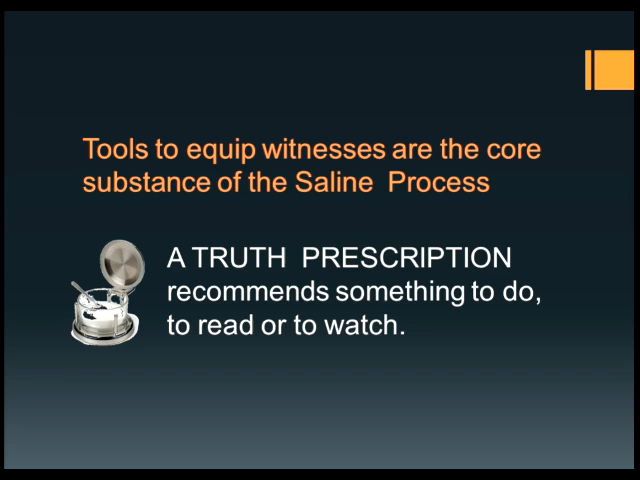 Tools to equip witnesses are the core
substance of the Saline Process
A TRUTH PRESCRIPTION
recommends something to do,
to read or to watch.